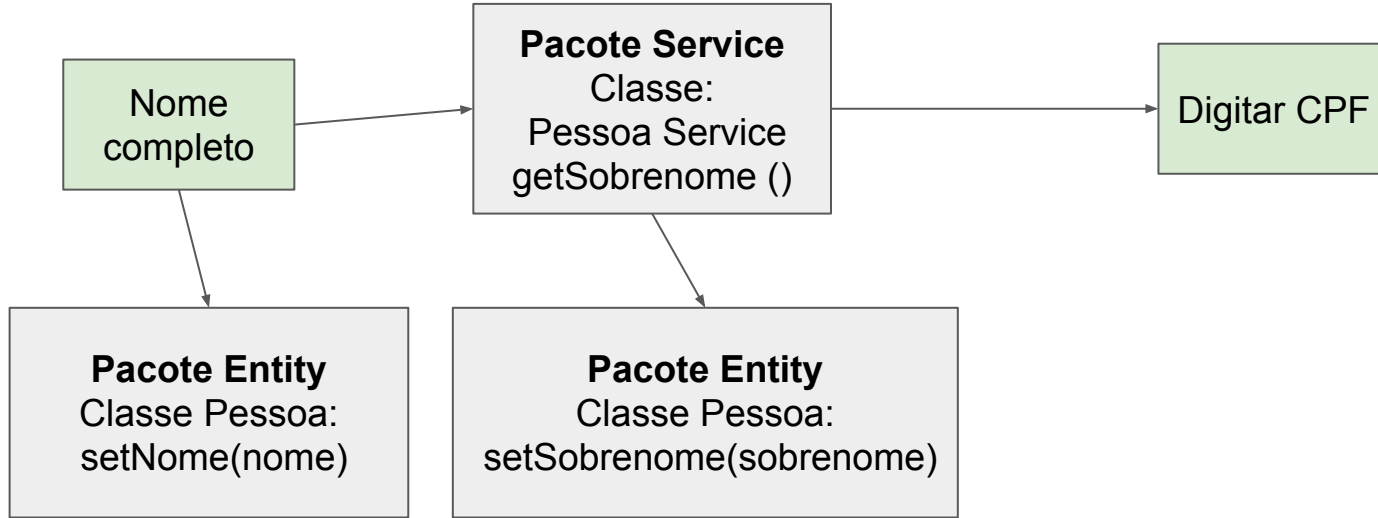 Nome
completo
Pacote Service
Classe:
Pessoa Service
getSobrenome ()
Digitar CPF
Pacote Entity
Classe Pessoa:
setNome(nome)
Pacote Entity
Classe Pessoa:
setSobrenome(sobrenome)